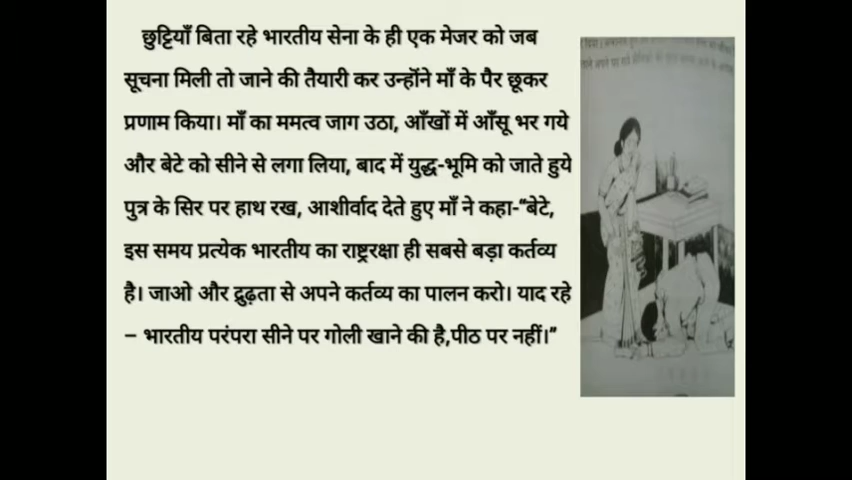 छुट्टियाँ बिता रहे भारतीय सेना के ही एक मेजर को जब
सूचना मिली तो जाने की तैयारी कर उन्होंने माँ के पैर छूकर
प्रणाम किया। माँ का ममत्व जाग उठा, आँखों में आँसू भर गये
और बेटे को सीने से लगा लिया, बाद में युद्ध-भूमि को जाते हुये
पुत्र के सिर पर हाथ रख, आशीर्वाद देते हुए माँ ने कहा-“बेटे,
इस समय प्रत्येक भारतीय का राष्ट्ररक्षा ही सबसे बड़ा कर्तव्य
है। जाओ और द्रुढ़ता से अपने कर्तव्य का पालन करो। याद रहे
– भारतीय परंपरा सीने पर गोली खाने की है,पीठ पर नहीं।”